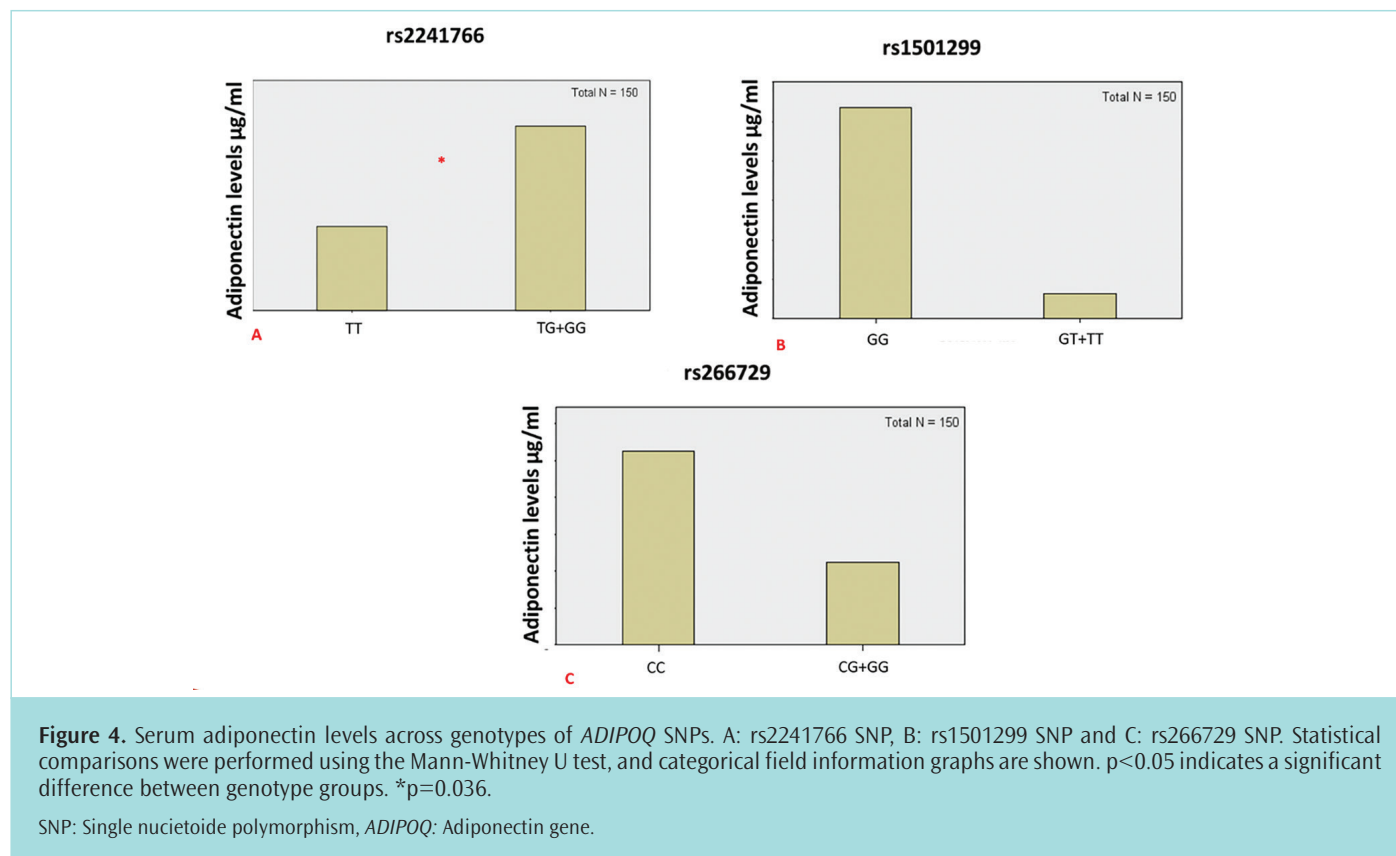 rs2241766
Total N = 150
Adiponectin levels µg/ml
*
TT
TG+GG
A
rs1501299
Total N = 150
Adiponectin levels µg/ml
GG
GT+TT
B
rs266729
Total N = 150
Adiponectin levels µg/ml
CC
CG+GG
C
Figure 4. Serum adiponectin levels across genotypes of ADIPOQ SNPs. A: rs2241766 SNP, B: rs1501299 SNP and C: rs266729 SNP. Statistical
comparisons were performed using the Mann-Whitney U test, and categorical field information graphs are shown. p<0.05 indicates a significant
difference between genotype groups. *p=0.036.
SNP: Single nucietoide polymorphism, ADIPOQ: Adiponectin gene.